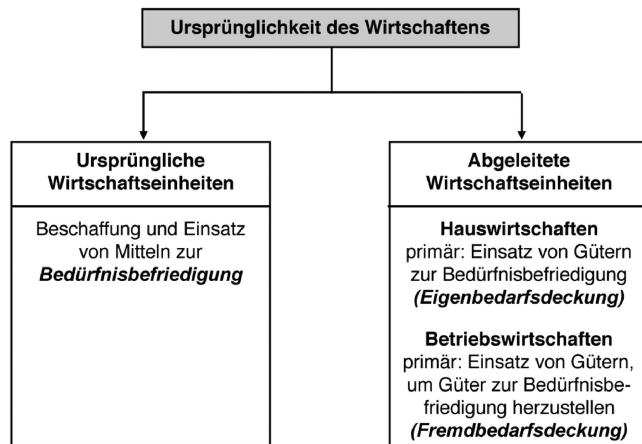 Ursprünglichkeit des Wirtschaftens
Ursprüngliche
Wirtschaftseinheiten
Beschaffung und Einsatz
von Mitteln zur
Bedürfnisbefriedigung
Abgeleitete
Wirtschaftseinheiten
Hauswirtschaften
primär: Einsatz von Gütern
zur Bedürfnisbefriedigung
(Eigenbedarfsdeckung)
Betriebswirtschaften
primär: Einsatz von Gütern,
um Güter zur Bedürfnisbe-
friedigung herzustellen
(Fremdbedarfsdeckung)